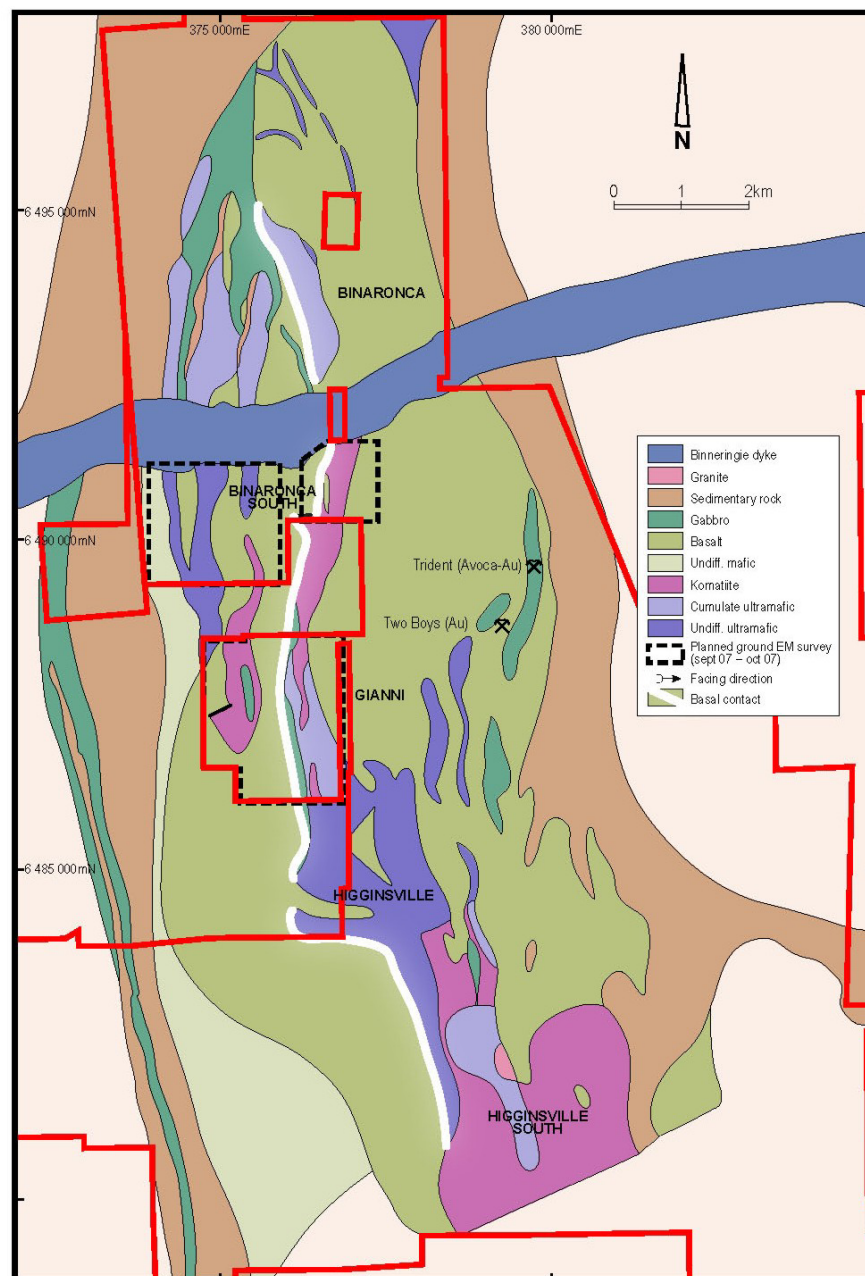 375 000mE
380 000mE
N
0 1 2km
6 495 000mN
BINARONCA
BINARONCA
SOUTH
6 490 000mN
Trident (Avoca-Au)
Two Boys (Au)
GIANNI
6 485 000mN
HIGGINSVILLE
HIGGINSVILLE
SOUTH
Binneringie dyke
Granite
Sedimentary rock
Gabbro
Basalt
Undiff. mafic
Komatiite
Cumulate ultramafic
Undiff. ultramafic
Planned ground EM survey
(sept 07 – oct 07)
Facing direction
Basal contact